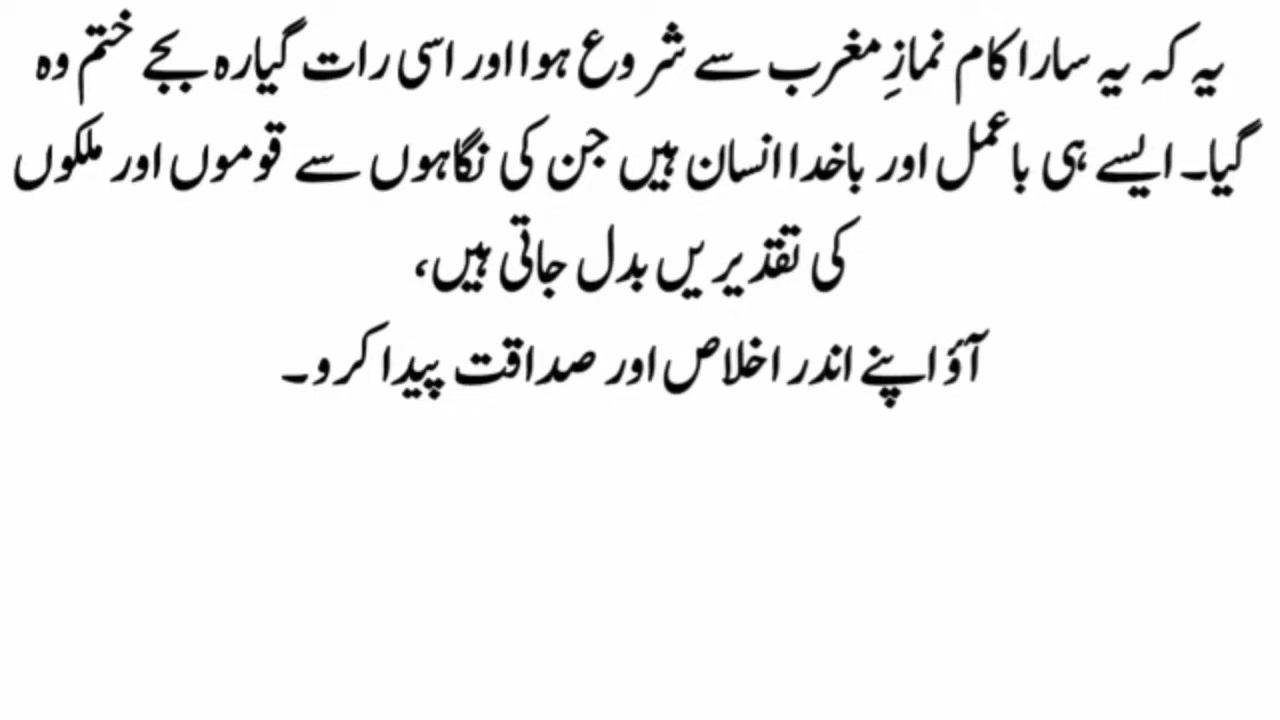 یہ کہ یہ سارا کام نمازِ مغرب سے شروع ہوا اور اسی رات گیارہ بجے ختم وہ
گیا۔ ایسے ہی با عمل اور باخدا انسان ہیں جن کی نگاہوں سے قوموں اور ملکوں
کی تقدیریں بدل جاتی ہیں،
آؤ اپنے اندر اخلاص اور صداقت پیدا کرو۔